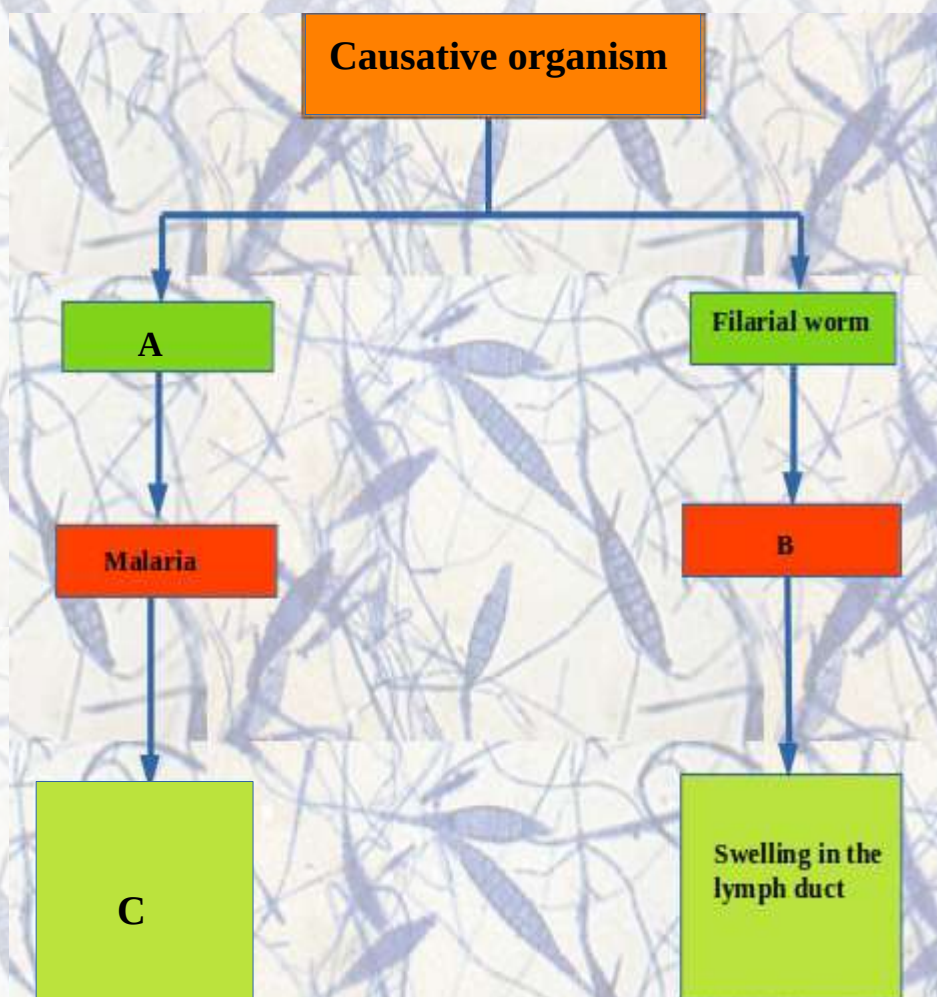 Causative organism
A
Filarial worm
Malaria
B
C
Swelling in the
lymph duct